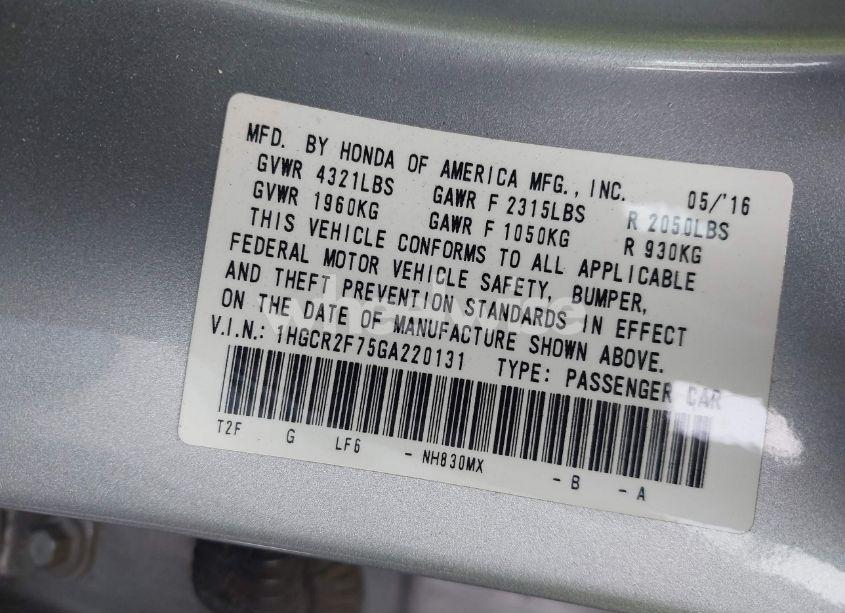 MFD. BY HONDA OF AMERICA MFG., INC. 05/'16
GVWR 4321LBS GAWR F 2315LBS R 2050LBS
GVWR 1960KG GAWR F 1050KG R 930KG
THIS VEHICLE CONFORMS TO ALL APPLICABLE
FEDERAL MOTOR VEHICLE SAFETY, BUMPER,
AND THEFT PREVENTION STANDARDS IN EFFECT
ON THE DATE OF MANUFACTURE SHOWN ABOVE.
V.I.N.: 1HGCR2F75GA220131 TYPE: PASSENGER CAR
T2F G LF6 - NH830MX - B - A